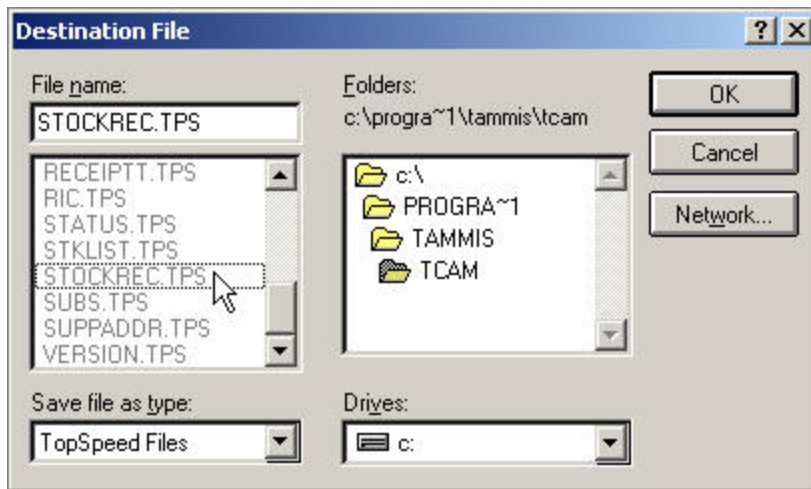 Destination File
File name:
STOCKREC.TPS
RECEIPTT.TPS
RIC.TPS
STATUS.TPS
STKLIST.TPS
STOCKREC.TPS
SUBS.TPS
SUPPADDR.TPS
VERSION.TPS
Save file as type:
TopSpeed Files
Folders:
c:\progra~1\tammis\tcam
c:\
PROGRA~1
TAMMIS
TCAM
Drives:
c:
OK
Cancel
Network...